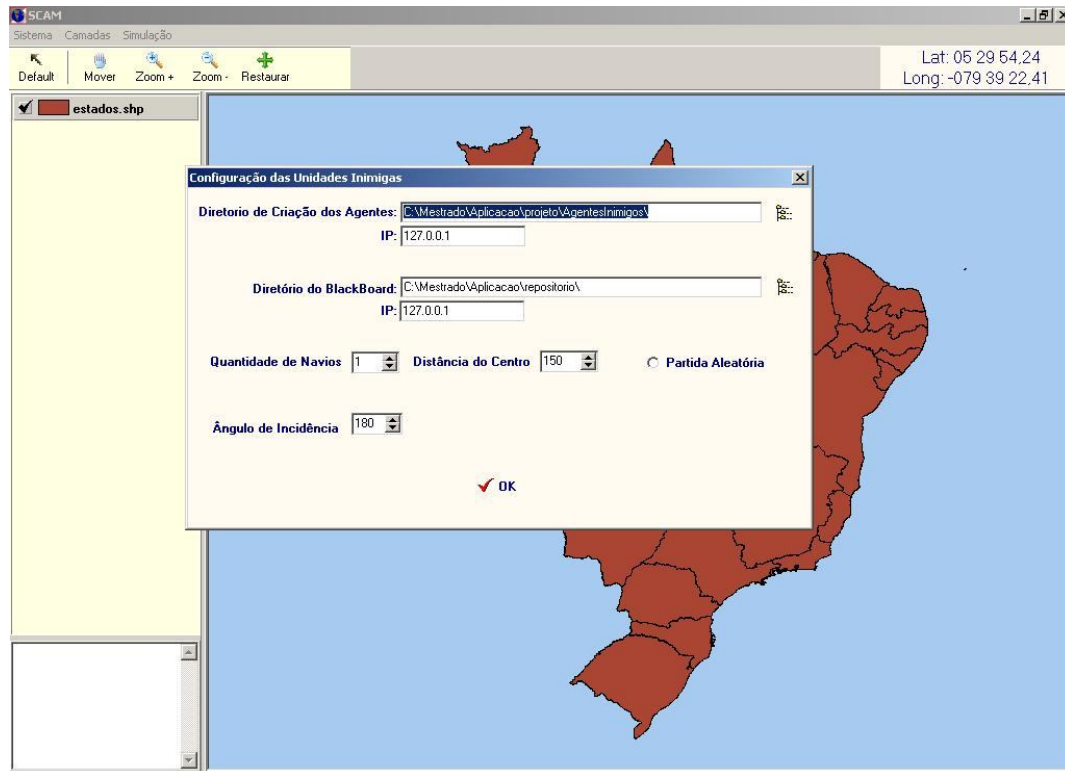 SCAM
Sistema Camadas Simulação
Default Mover Zoom + Zoom - Restaurar
Lat: 05 29 54,24
Long: -079 39 22,41
estados.shp
Configuração das Unidades Inimigas
Diretorio de Criação dos Agentes: C:\Mestrado\Aplicacao\projeto\AgentesInimigos\
IP: 127.0.0.1
Diretório do BlackBoard: C:\Mestrado\Aplicacao\repositorio\
IP: 127.0.0.1
Quantidade de Navios 1 Distância do Centro 150 Partida Aleatória
Ângulo de Incidência 180
OK